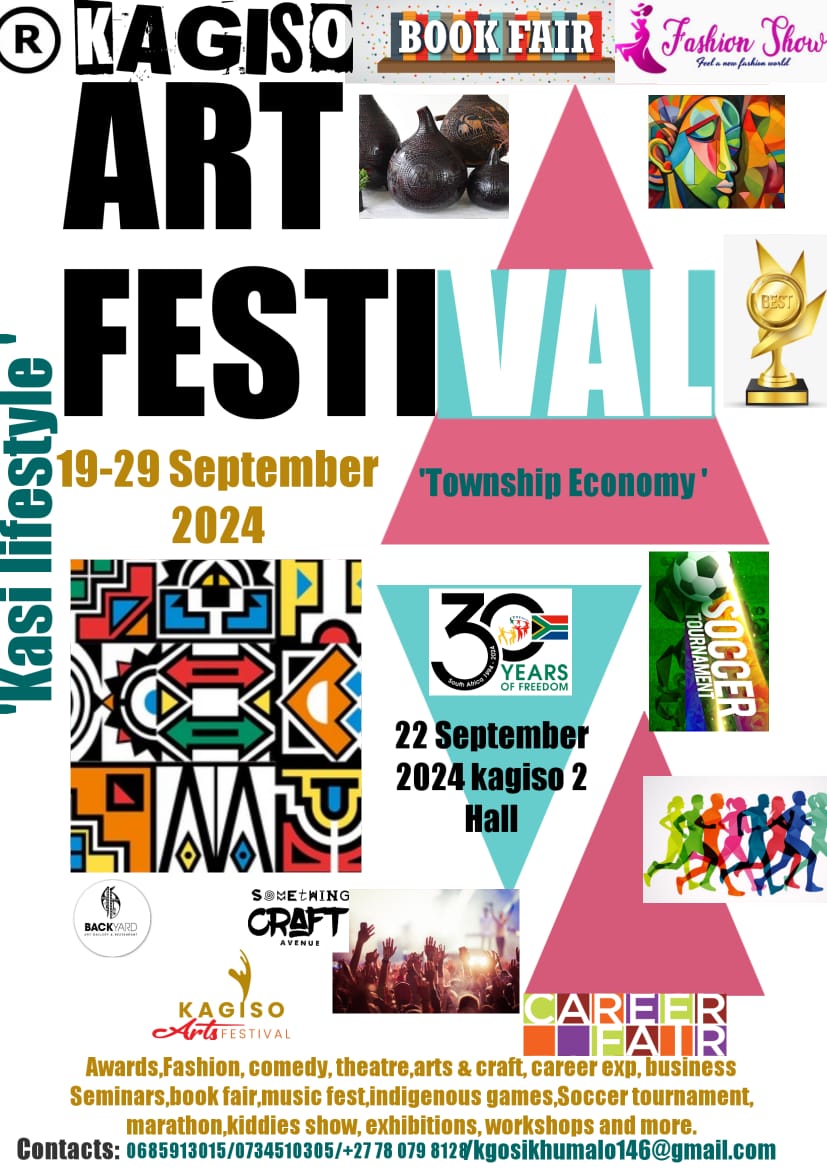 ® KAGISO
BOOK FAIR
Fashion Show
Feel a new fashion world
ART
FESTIVAL
BEST
'Kasi lifestyle '
19-29 September
2024
'Township Economy '
30
South Africa 1994 - 2024
YEARS
OF FREEDOM
SOCCER
TOURNAMENT
22 September
2024 kagiso 2
Hall
BACKYARD
ART GALLERY & RESTAURANT
SOMETHING
CRAFT
AVENUE
KAGISO
Arts FESTIVAL
CAREER
FAIR
Awards,Fashion, comedy, theatre,arts & craft, career exp, business
Seminars,book fair,music fest,indigenous games,Soccer tournament,
marathon,kiddies show, exhibitions, workshops and more.
Contacts: 0685913015/0734510305/+27 78 079 8128/kgosikhumalo146@gmail.com